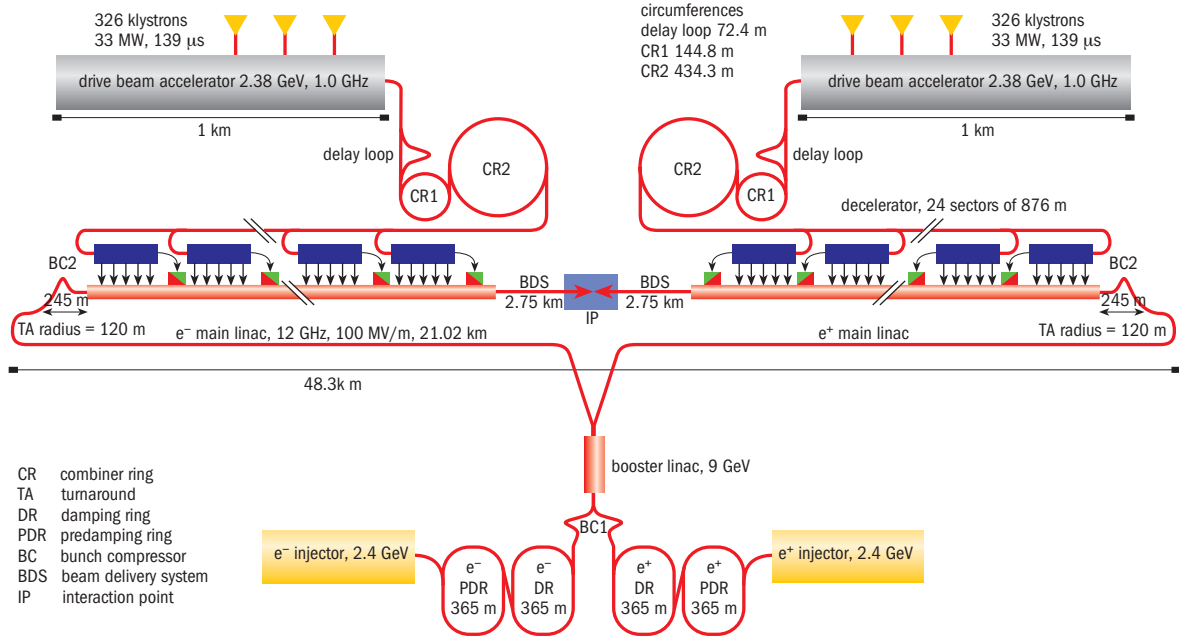 326 klystrons
33 MW, 139 μs
circumferences
delay loop 72.4 m
CR1 144.8 m
CR2 434.3 m
326 klystrons
33 MW, 139 μs
drive beam accelerator 2.38 GeV, 1.0 GHz
drive beam accelerator 2.38 GeV, 1.0 GHz
1 km
1 km
delay loop
CR2
CR1
CR2
CR1
delay loop
decelerator, 24 sectors of 876 m
BC2
BC2
BDS
2.75 km
IP
BDS
2.75 km
245 m
245 m
TA radius = 120 m
TA radius = 120 m
e⁻ main linac, 12 GHz, 100 MV/m, 21.02 km
e⁺ main linac
48.3k m
booster linac, 9 GeV
CR combiner ring
TA turnaround
DR damping ring
PDR predamping ring
BC bunch compressor
BDS beam delivery system
IP interaction point
BC1
e⁻ injector, 2.4 GeV
e⁻
PDR
365 m
e⁻
DR
365 m
e⁺
DR
365 m
e⁺
PDR
365 m
e⁺ injector, 2.4 GeV